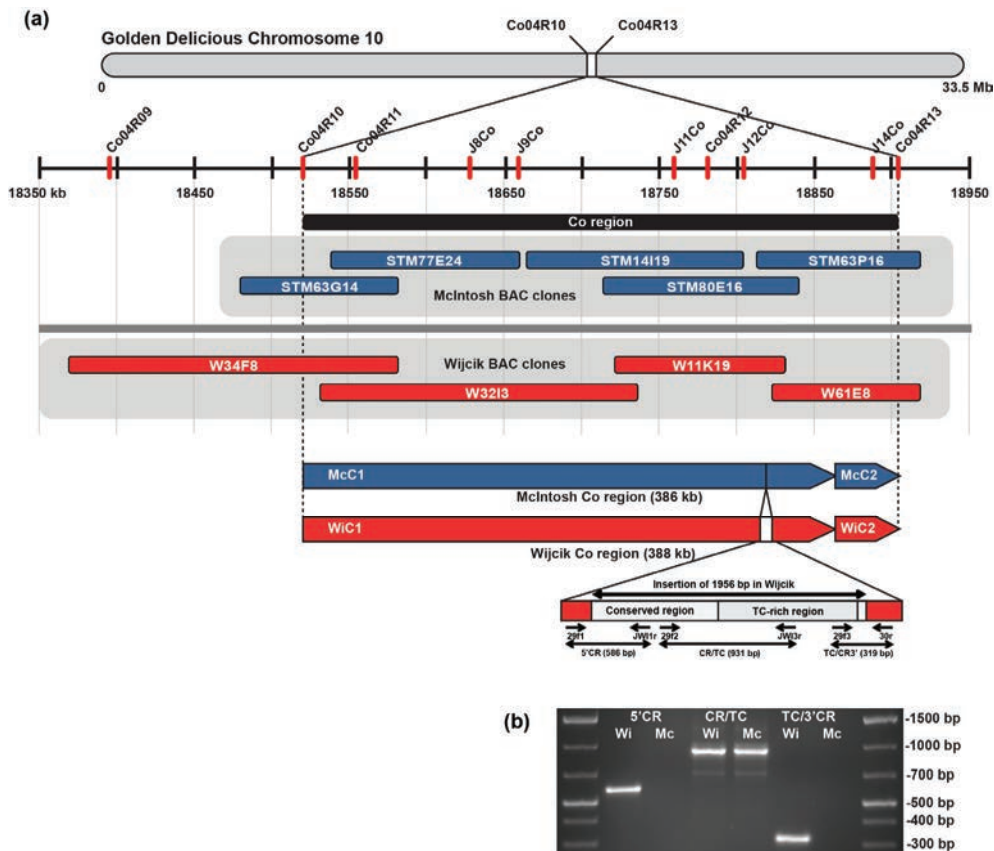 (a)
Co04R10 Co04R13
Golden Delicious Chromosome 10
0 33.5 Mb
Co04R09 Co04R10 Co04R11 J8Co J9Co J11Co Co04R12 J12Co J14Co Co04R13
18350 kb 18450 18550 18650 18750 18850 18950
Co region
STM77E24 STM14I19 STM63P16
STM63G14 McIntosh BAC clones STM80E16
W34F8 Wijcik BAC clones W11K19
W32I3 W61E8
McC1 McC2
McIntosh Co region (386 kb)
WiC1 WiC2
Wijcik Co region (388 kb)
Insertion of 1956 bp in Wijcik
Conserved region TC-rich region
29f1 JWI1r 29f2 JWI3r 29f3 30r
5'CR (586 bp) CR/TC (931 bp) TC/CR3' (319 bp)
(b)
5'CR CR/TC TC/3'CR
Wi Mc Wi Mc Wi Mc
-1500 bp
-1000 bp
-700 bp
-500 bp
-400 bp
-300 bp